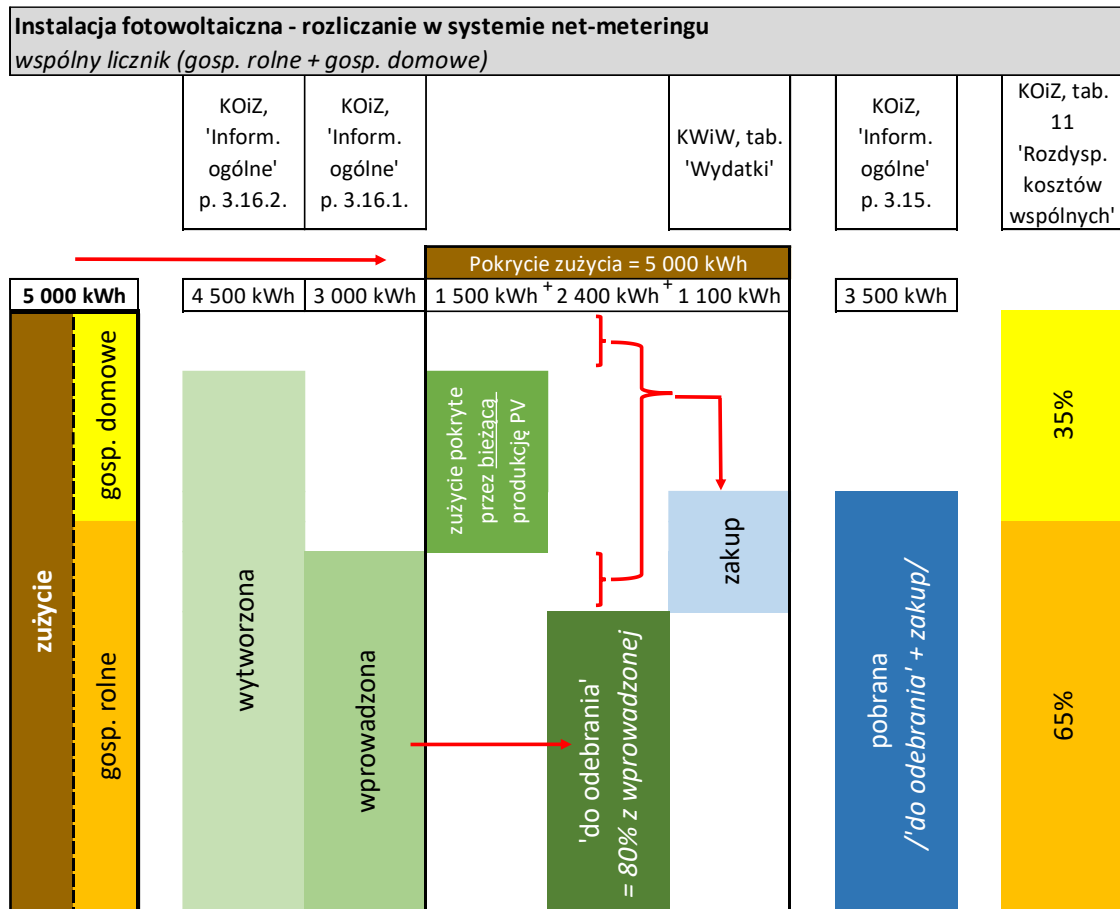 Instalacja fotowoltaiczna - rozliczanie w systemie net-meteringu
wspólny licznik (gosp. rolne + gosp. domowe)
KOiZ,
'Inform.
ogólne'
p. 3.16.2.
KOiZ,
'Inform.
ogólne'
p. 3.16.1.
KWiW, tab.
'Wydatki'
KOiZ,
'Inform.
ogólne'
p. 3.15.
KOiZ, tab.
11
'Rozdysp.
kosztów
wspólnych'
Pokrycie zużycia = 5 000 kWh
5 000 kWh
4 500 kWh
3 000 kWh
1 500 kWh + 2 400 kWh + 1 100 kWh
3 500 kWh
zużycie
gosp. domowe
gosp. rolne
wytworzona
wprowadzona
zużycie pokryte
przez bieżącą
produkcję PV
'do odebrania'
= 80% z wprowadzonej
zakup
pobrana
/'do odebrania' + zakup/
35%
65%